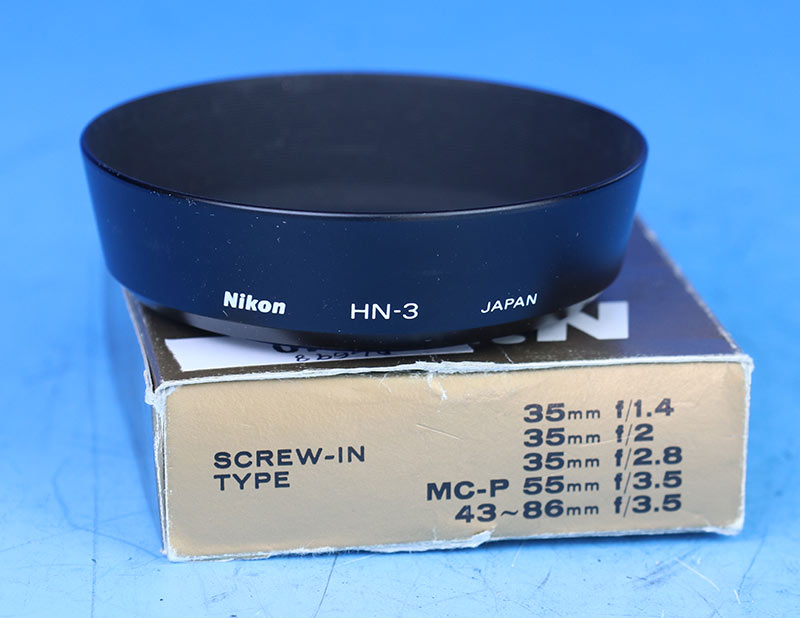 Nikon HN-3 JAPAN
SCREW-IN
TYPE
35mm f/1.4
35mm f/2
35mm f/2.8
MC-P 55mm f/3.5
43~86mm f/3.5